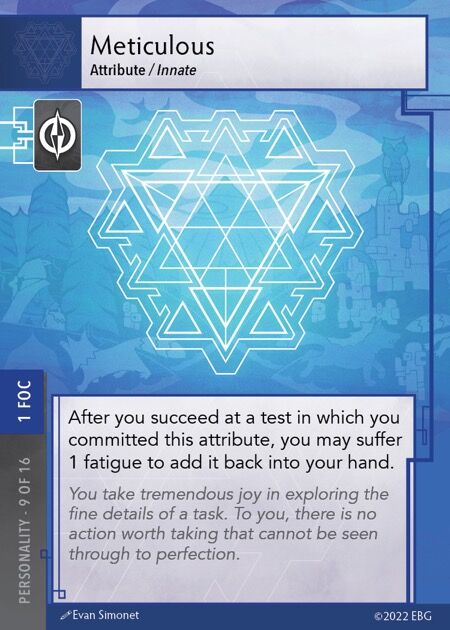 Meticulous
Attribute / Innate
1 FOC
PERSONALITY - 9 OF 16
After you succeed at a test in which you
committed this attribute, you may suffer
1 fatigue to add it back into your hand.
You take tremendous joy in exploring the
fine details of a task. To you, there is no
action worth taking that cannot be seen
through to perfection.
Evan Simonet
©2022 EBG